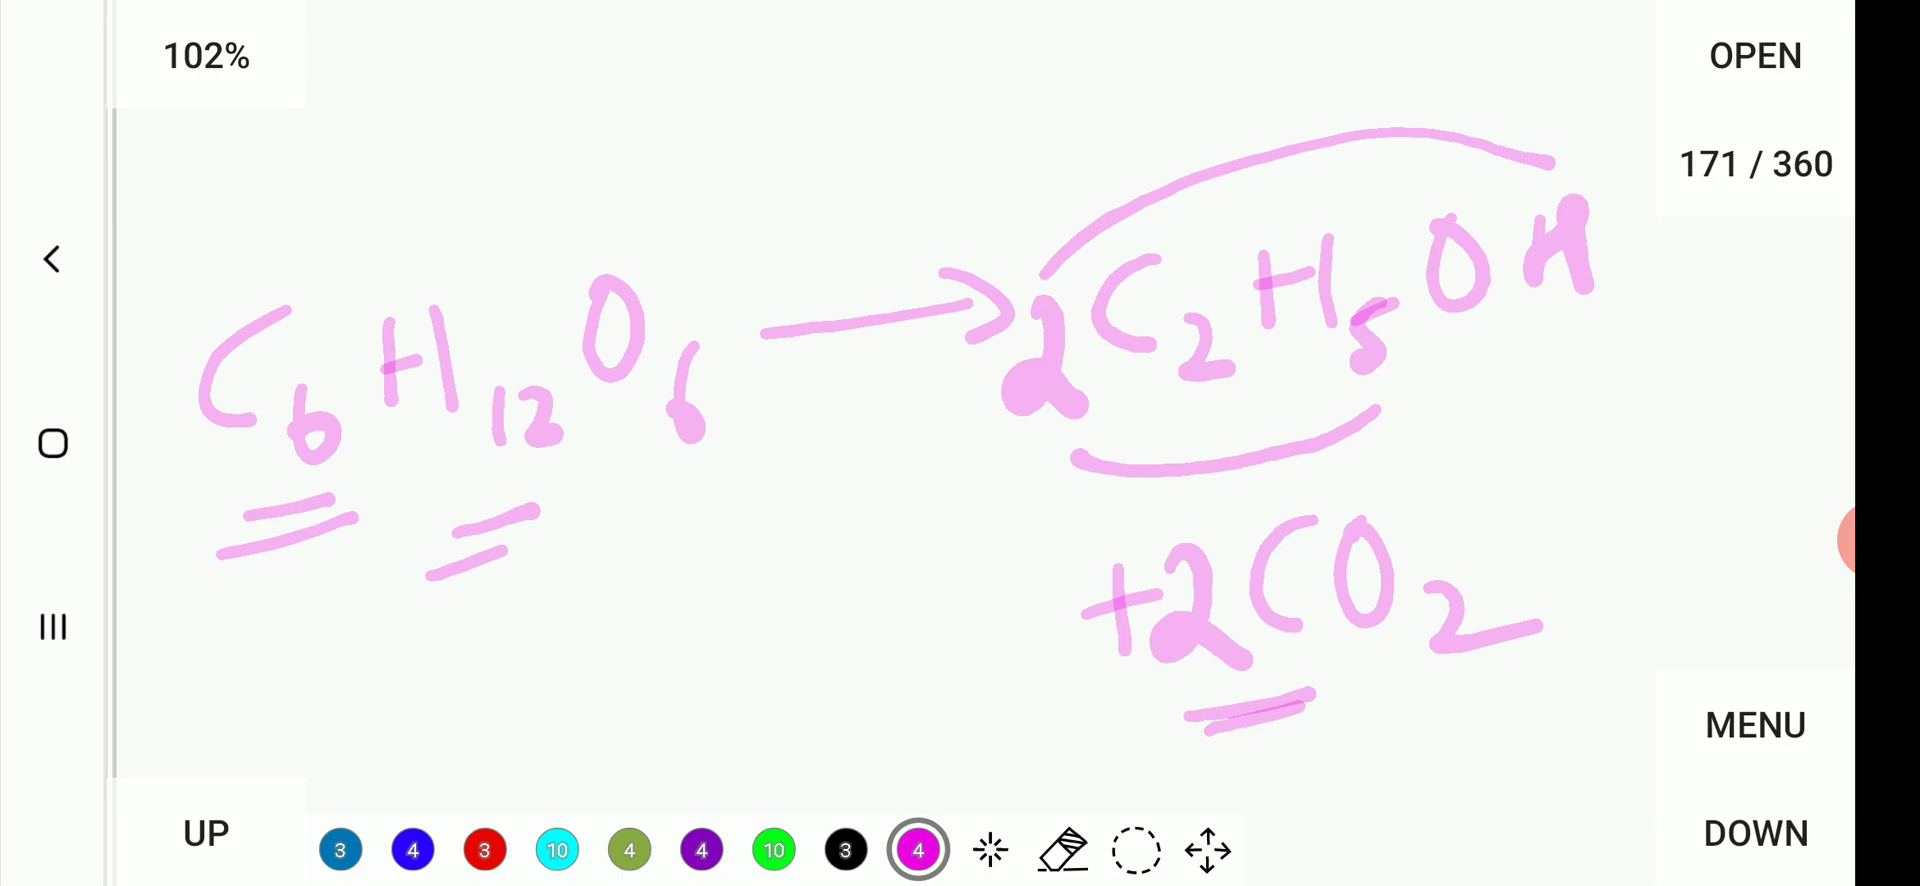 102%
OPEN
171 / 360
C6H12O6 → 2C2H5OH
+2CO2
MENU
UP
DOWN
3 4 3 10 4 4 10 3 4